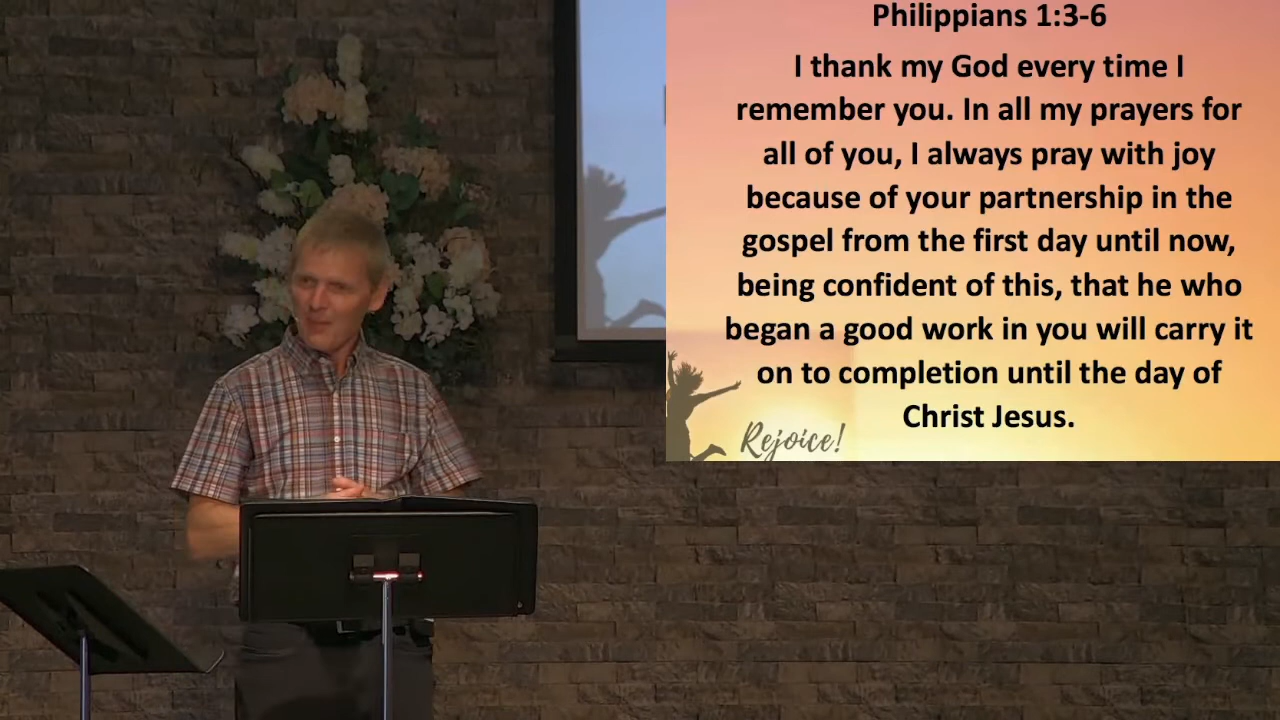 Philippians 1:3-6
I thank my God every time I
remember you. In all my prayers for
all of you, I always pray with joy
because of your partnership in the
gospel from the first day until now,
being confident of this, that he who
began a good work in you will carry it
on to completion until the day of
Christ Jesus.
Rejoice!